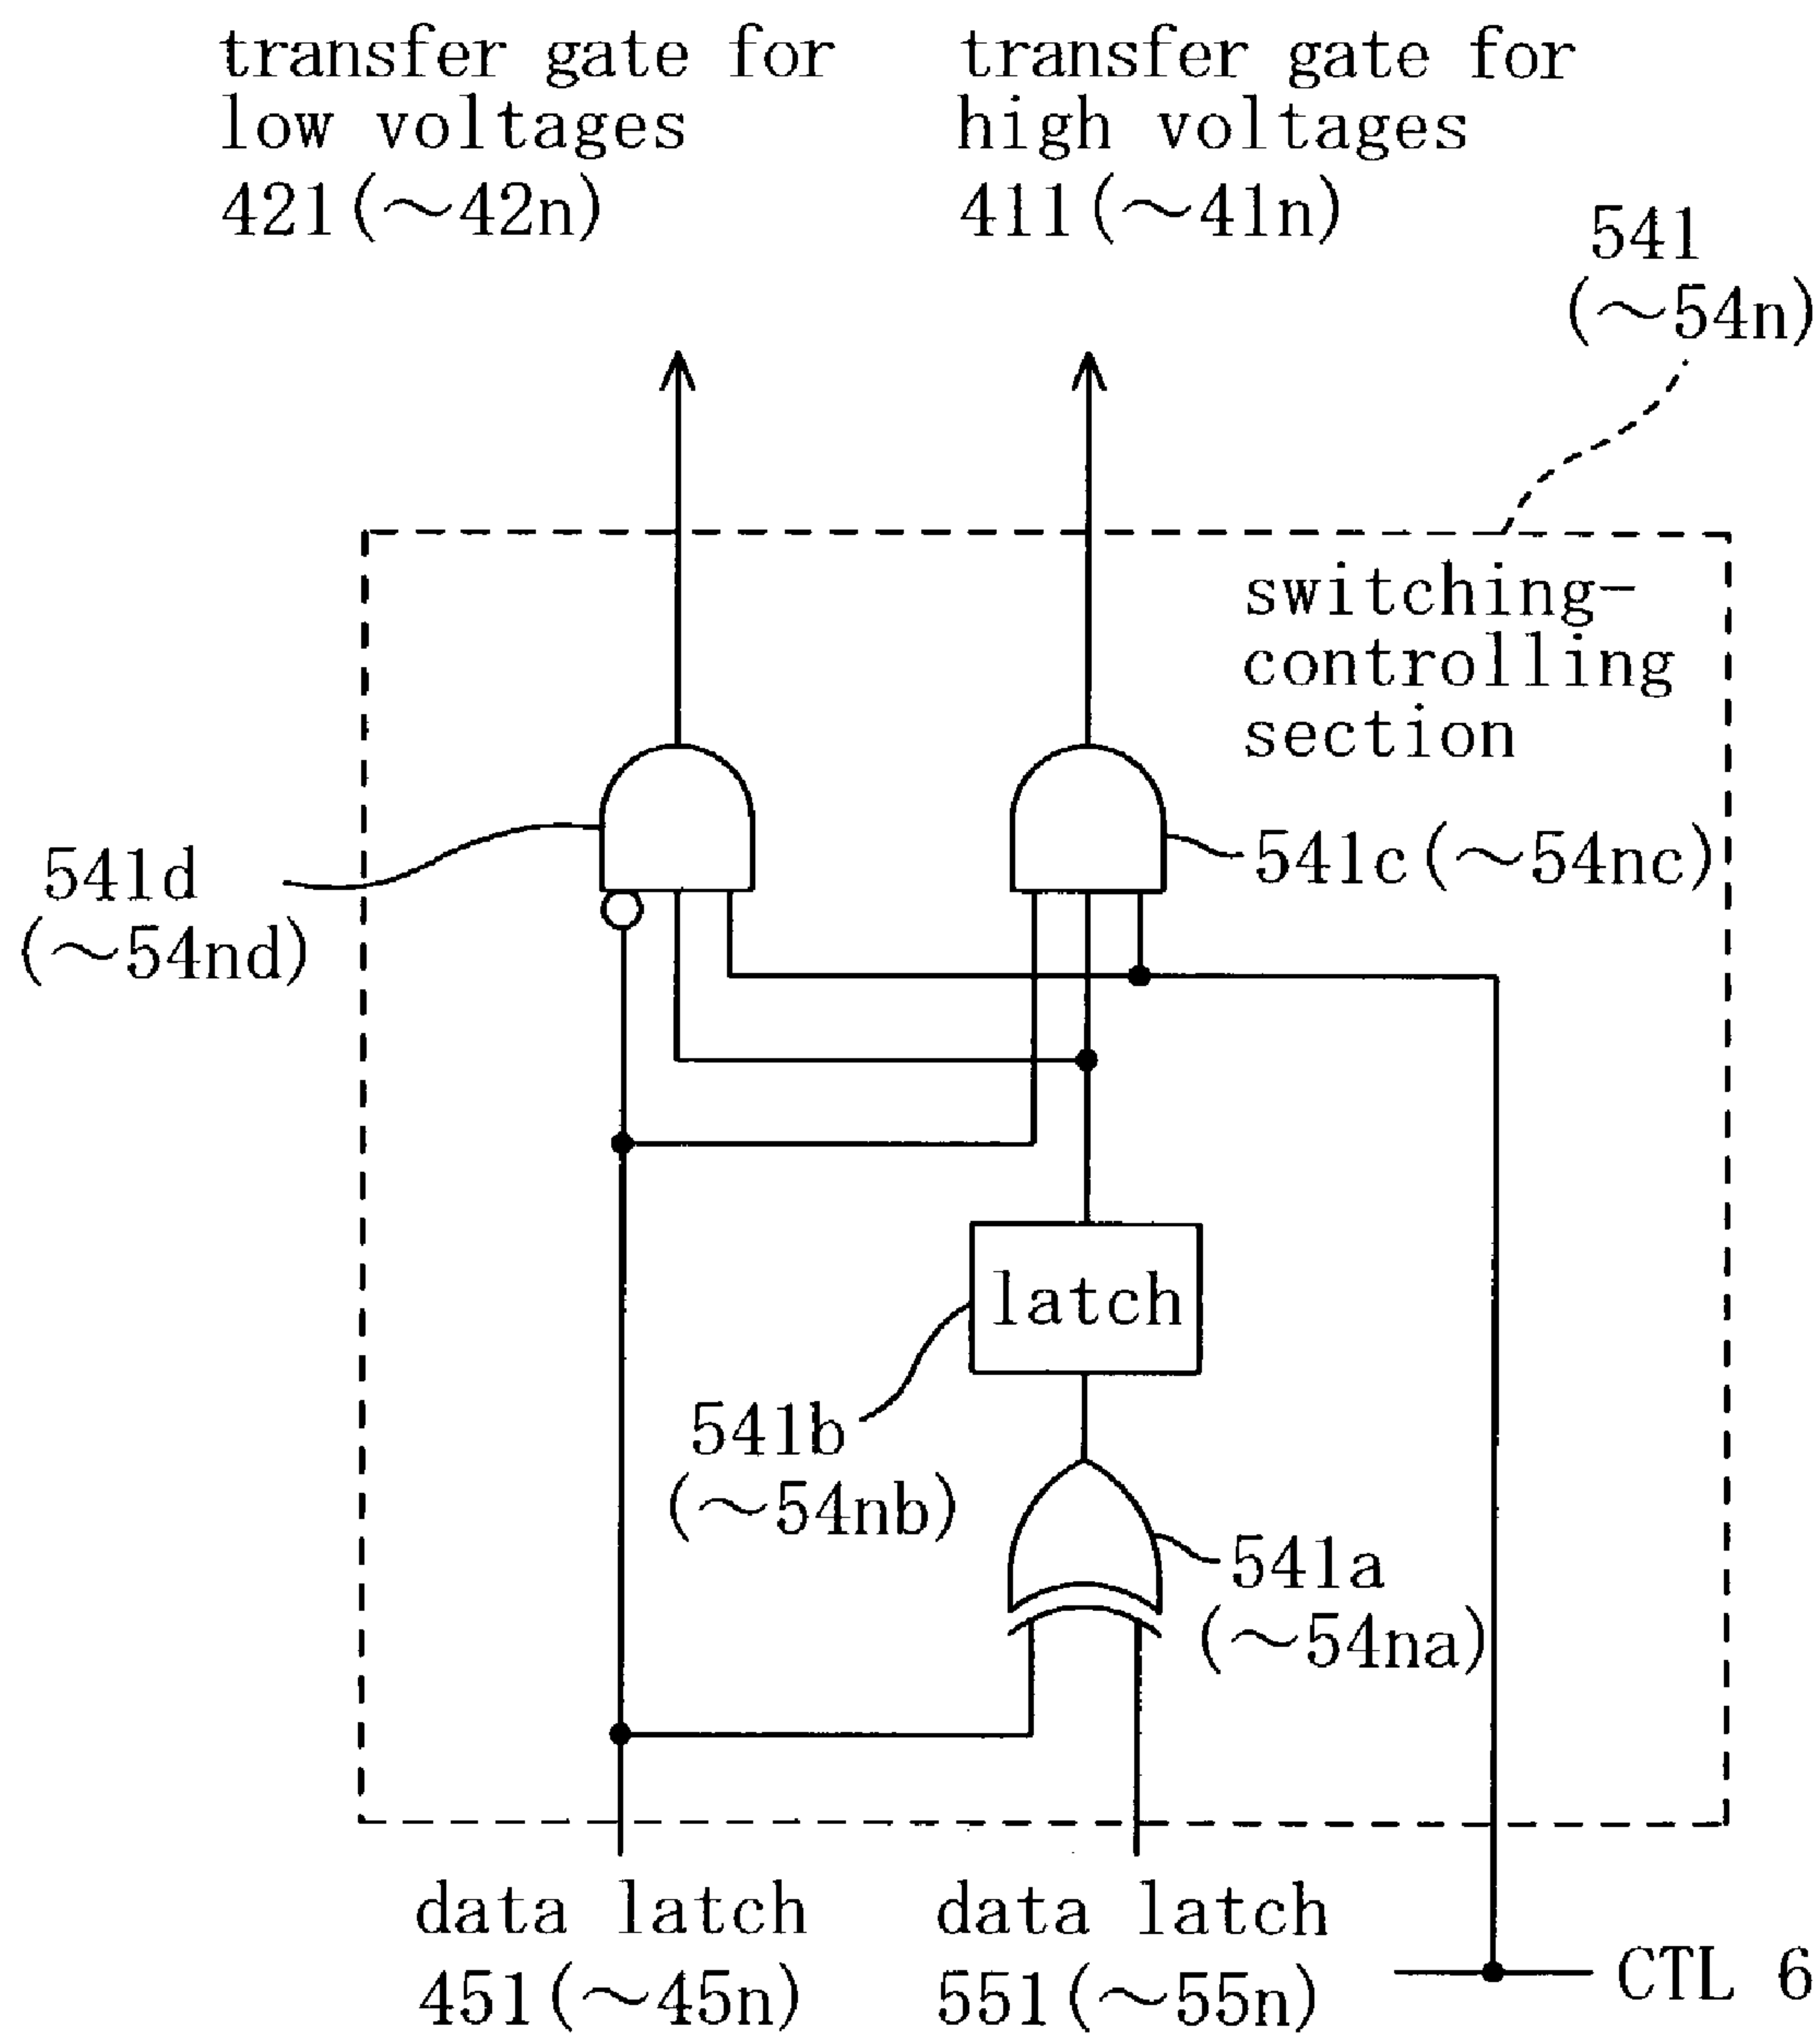 transfer gate for
low voltages
421(～42n)
transfer gate for
high voltages
411(～41n)
541
(～54n)
switching-
controlling
section
541d
(～54nd)
541c(～54nc)
latch
541b
(～54nb)
541a
(～54na)
data latch
451(～45n)
data latch
551(～55n)
CTL 6